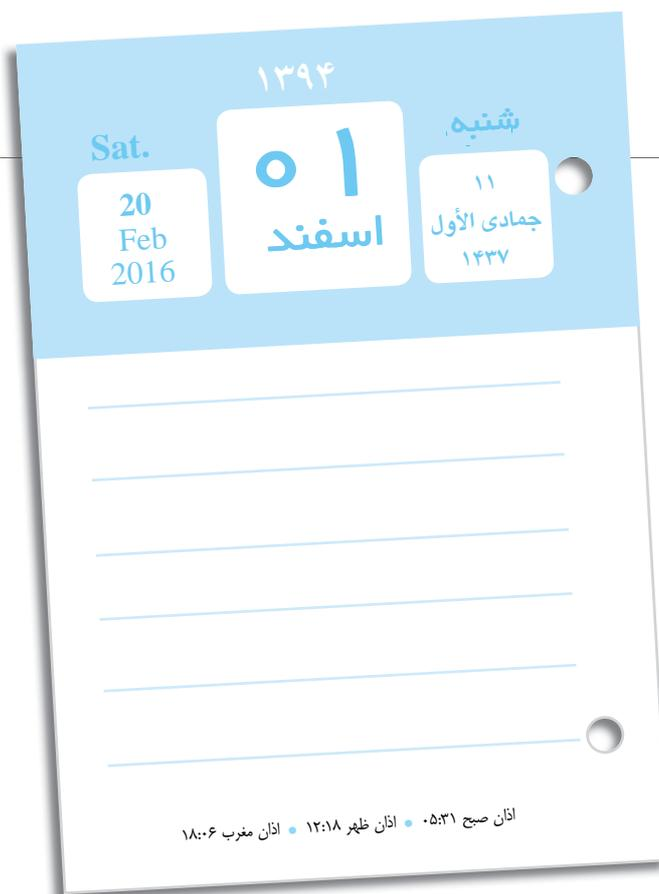 ۱۳۹۴
شنبه
۱۱
جمادی الأول
۱۴۳۷
۰۱
اسفند
Sat.
20
Feb
2016
اذان صبح ۰۵:۳۱ • اذان ظهر ۱۲:۱۸ • اذان مغرب ۱۸:۰۶